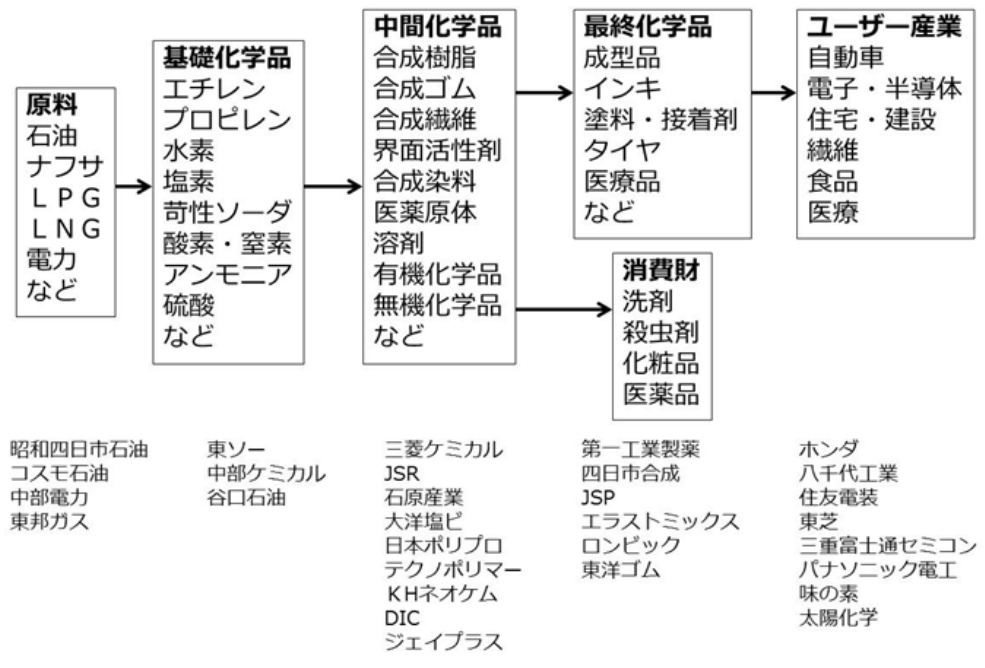 原料
石油
ナフサ
ＬＰＧ
ＬＮＧ
電力
など
基礎化学品
エチレン
プロピレン
水素
塩素
苛性ソーダ
酸素・窒素
アンモニア
硫酸
など
中間化学品
合成樹脂
合成ゴム
合成繊維
界面活性剤
合成染料
医薬原体
溶剤
有機化学品
無機化学品
など
最終化学品
成型品
インキ
塗料・接着剤
タイヤ
医療品
など
消費財
洗剤
殺虫剤
化粧品
医薬品
ユーザー産業
自動車
電子・半導体
住宅・建設
繊維
食品
医療
昭和四日市石油
コスモ石油
中部電力
東邦ガス
東ソー
中部ケミカル
谷口石油
三菱ケミカル
JSR
石原産業
大洋塩ビ
日本ポリプロ
テクノポリマー
ＫＨネオケム
DIC
ジェイプラス
第一工業製薬
四日市合成
JSP
エラストミックス
ロンビック
東洋ゴム
ホンダ
八千代工業
住友電装
東芝
三重富士通セミコン
パナソニック電工
味の素
太陽化学